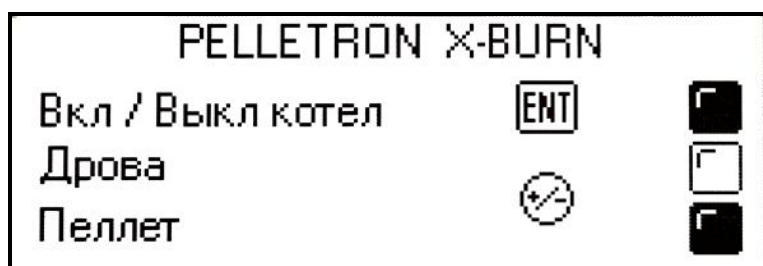 PELLETRON X-BURN
Вкл / Выкл котел ENT
Дрова
+/-
Пеллет